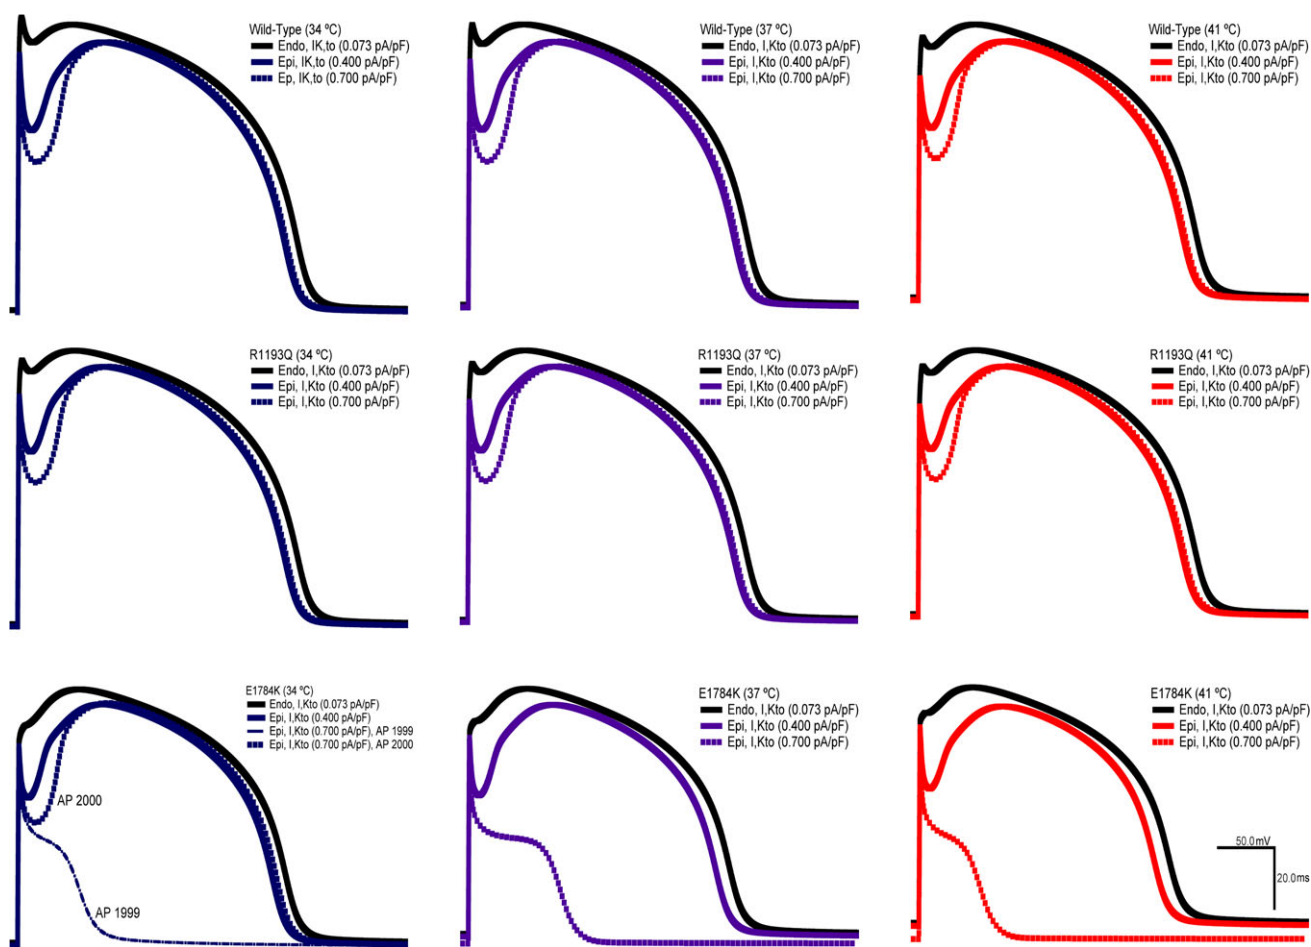 Wild-Type (34 ºC)
Endo, IK,to (0.073 pA/pF)
Epi, IK,to (0.400 pA/pF)
Ep, IK,to (0.700 pA/pF)
Wild-Type (37 ºC)
Endo, I,Kto (0.073 pA/pF)
Epi, I,Kto (0.400 pA/pF)
Epi, I,Kto (0.700 pA/pF)
Wild-Type (41 ºC)
Endo, I,Kto (0.073 pA/pF)
Epi, I,Kto (0.400 pA/pF)
Epi, I,Kto (0.700 pA/pF)
R1193Q (34 ºC)
Endo, I,Kto (0.073 pA/pF)
Epi, I,Kto (0.400 pA/pF)
Epi, I,Kto (0.700 pA/pF)
R1193Q (37 ºC)
Endo, I,Kto (0.073 pA/pF)
Epi, I,Kto (0.400 pA/pF)
Epi, I,Kto (0.700 pA/pF)
R1193Q (41 ºC)
Endo, I,Kto (0.073 pA/pF)
Epi, I,Kto (0.400 pA/pF)
Epi, I,Kto (0.700 pA/pF)
E1784K (34 ºC)
Endo, I,Kto (0.073 pA/pF)
Epi, I,Kto (0.400 pA/pF)
Epi, I,Kto (0.700 pA/pF), AP 1999
Epi, I,Kto (0.700 pA/pF), AP 2000
AP 2000
AP 1999
E1784K (37 ºC)
Endo, I,Kto (0.073 pA/pF)
Epi, I,Kto (0.400 pA/pF)
Epi, I,Kto (0.700 pA/pF)
E1784K (41 ºC)
Endo, I,Kto (0.073 pA/pF)
Epi, I,Kto (0.400 pA/pF)
Epi, I,Kto (0.700 pA/pF)
50.0mV
20.0ms